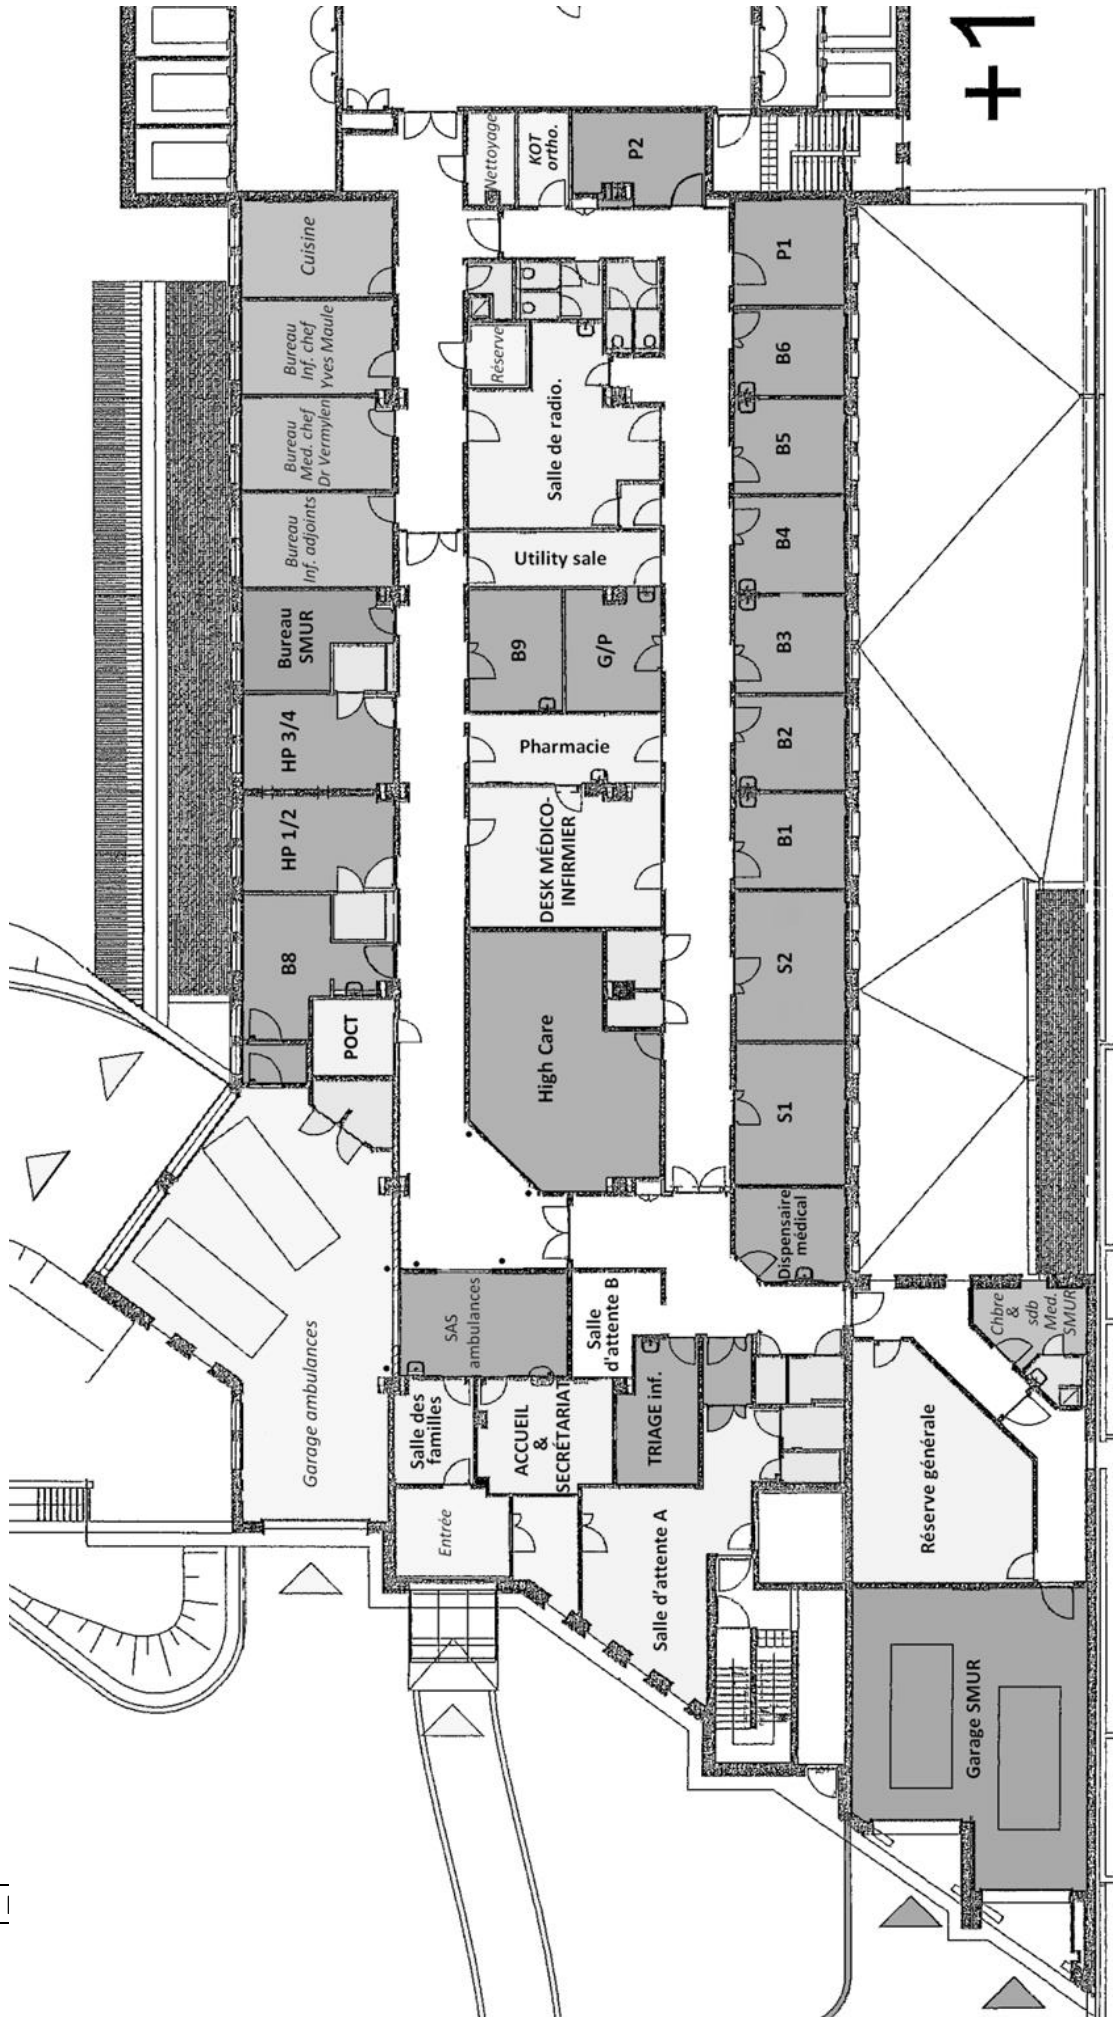 +1
Nettoyage
KOT
ortho.
P2
Cuisine
P1
Bureau
Inf. chef
Yves Maule
Réserve
B6
Bureau
Med. chef
Dr Vermylen
Salle de radio.
B5
Bureau
Inf. adjoints
Utility sale
B4
Bureau
SMUR
B9
G/P
B3
HP 3/4
Pharmacie
B2
HP 1/2
DESK MÉDICO-
INFIRMIER
B1
B8
S2
POCT
High Care
S1
Dispensaire
médical
SAS
ambulances
Salle
d'attente B
Chbre
&
sdb
Med.
SMUR
Garage ambulances
Salle des
familles
ACCUEIL
&
SECRÉTARIAT
TRIAGE inf.
Réserve générale
Entrée
Salle d'attente A
Garage SMUR